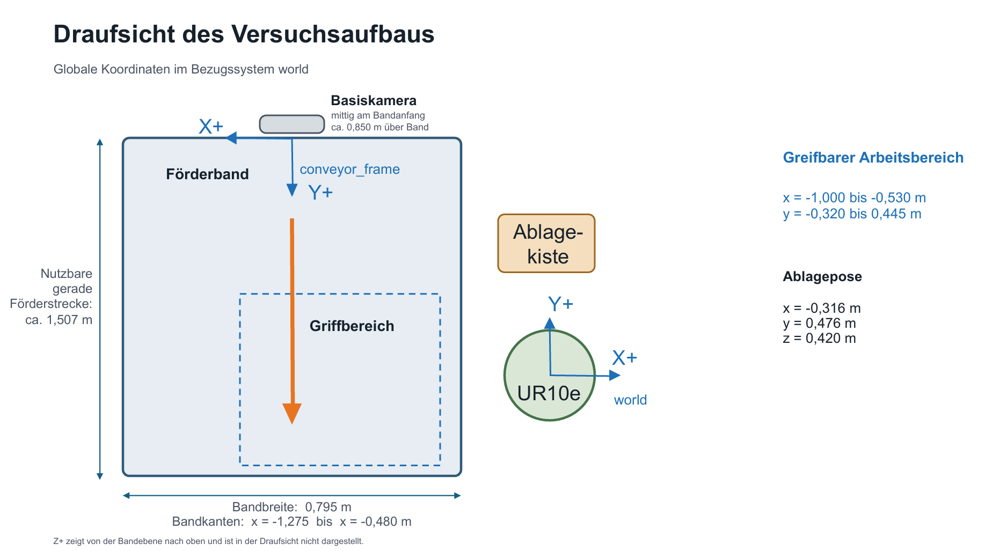 Draufsicht des Versuchsaufbaus
Globale Koordinaten im Bezugssystem world
Basiskamera
mittig am Bandanfang
ca. 0,850 m über Band
X+
Förderband
conveyor_frame
Y+
Nutzbare
gerade
Förderstrecke:
ca. 1,507 m
Griffbereich
Ablage-
kiste
Y+
X+
UR10e
world
Greifbarer Arbeitsbereich
x = -1,000 bis -0,530 m
y = -0,320 bis 0,445 m
Ablagepose
x = -0,316 m
y = 0,476 m
z = 0,420 m
Bandbreite:  0,795 m
Bandkanten:  x = -1,275  bis  x = -0,480 m
Z+ zeigt von der Bandebene nach oben und ist in der Draufsicht nicht dargestellt.